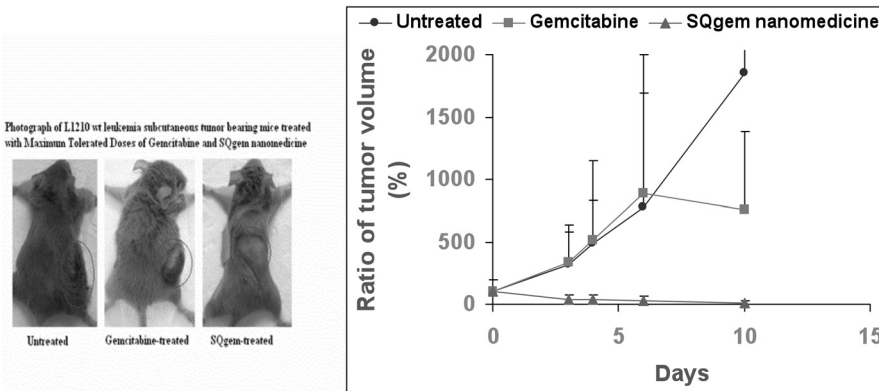 Photograph of L1210 wt leukemia subcutaneous tumor bearing mice treated
with Maximum Tolerated Doses of Gemcitabine and SQgem nanomedicine
Untreated
Gemcitabine-treated
SQgem-treated
Untreated
Gemcitabine
SQgem nanomedicine
Ratio of tumor volume
(%)
2000
1500
1000
500
0
0
5
10
15
Days